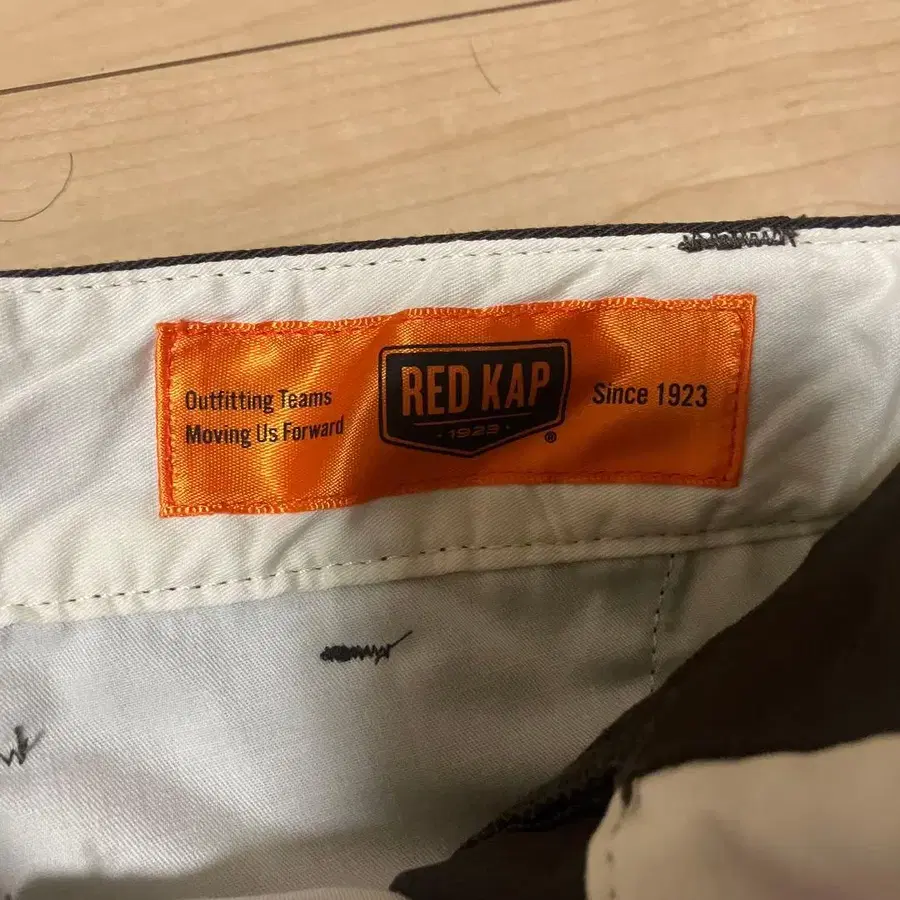 Outfitting Teams
Moving Us Forward
RED KAP
· 1923 ·
®
Since 1923